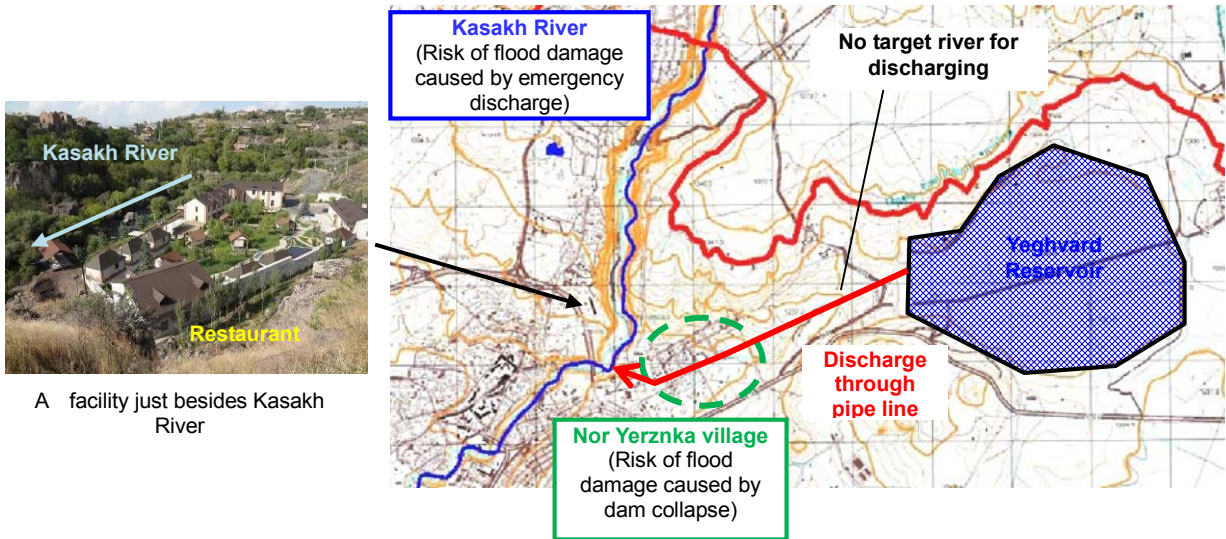 Kasakh River
(Risk of flood damage
caused by emergency
discharge)
No target river for
discharging
Kasakh River
Restaurant
A facility just besides Kasakh
River
Yeghvard
Reservoir
Discharge
through
pipe line
Nor Yerznka village
(Risk of flood
damage caused by
dam collapse)